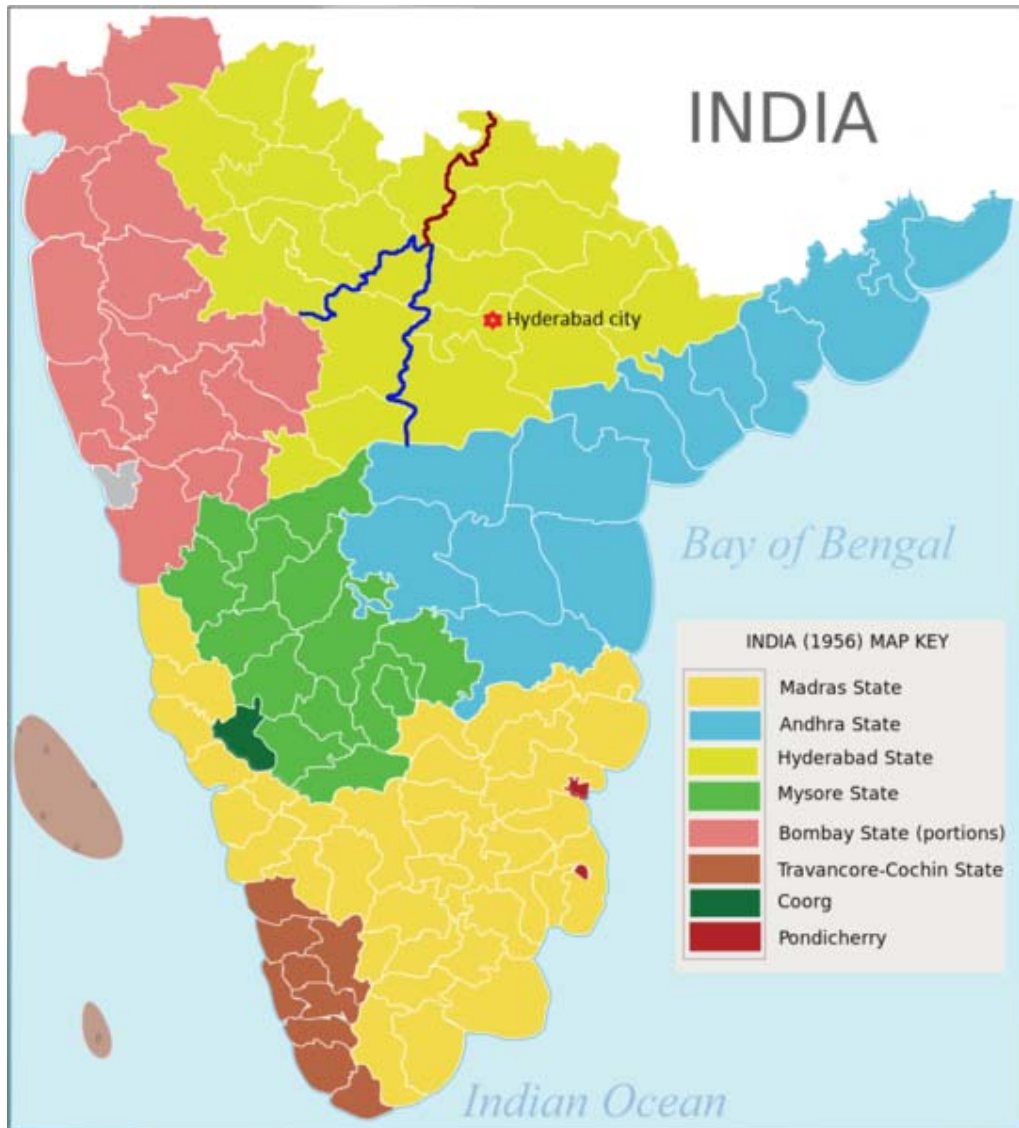 INDIA
Hyderabad city
Bay of Bengal
INDIA (1956) MAP KEY
Madras State
Andhra State
Hyderabad State
Mysore State
Bombay State (portions)
Travancore-Cochin State
Coorg
Pondicherry
Indian Ocean